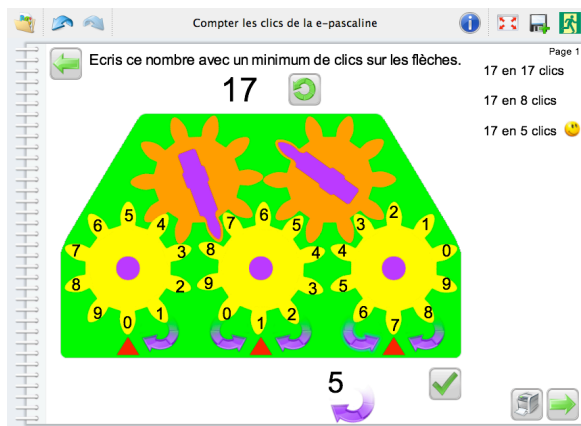 Compter les clics de la e-pascaline
Page 1
Ecris ce nombre avec un minimum de clics sur les flèches.
17
17 en 17 clics
17 en 8 clics
17 en 5 clics
0 1 2 3 4 5 6 7 8 9
0 1 2 3 4 5 6 7 8 9
0 1 2 3 4 5 6 7 8 9
5